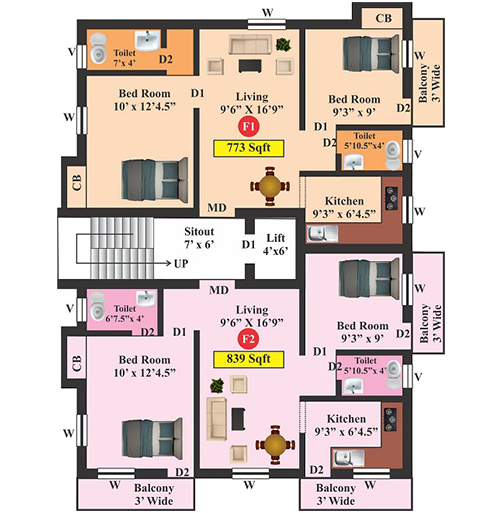 W
CB
V
Toilet
7'x 4'
D2
W
Balcony
3' Wide
Bed Room
10' x 12'4.5"
D1
Living
9'6" X 16'9"
Bed Room
9'3" x 9'
D2
W
F1
773 Sqft
D1
D2
Toilet
5'10.5"x4'
V
CB
MD
Kitchen
9'3" x 6'4.5"
W
Sitout
7' x 6'
D1
Lift
4'x6'
UP
MD
V
Toilet
6'7.5"x 4'
D2
D1
Living
9'6" X 16'9"
F2
839 Sqft
Bed Room
9'3" x 9'
D2
W
Balcony
3' Wide
CB
Bed Room
10' x 12'4.5"
D1
D2
Toilet
5'10.5"x 4'
V
W
Kitchen
9'3" x 6'4.5"
W
D2
D2
W
W
W
Balcony
3' Wide
Balcony
3' Wide